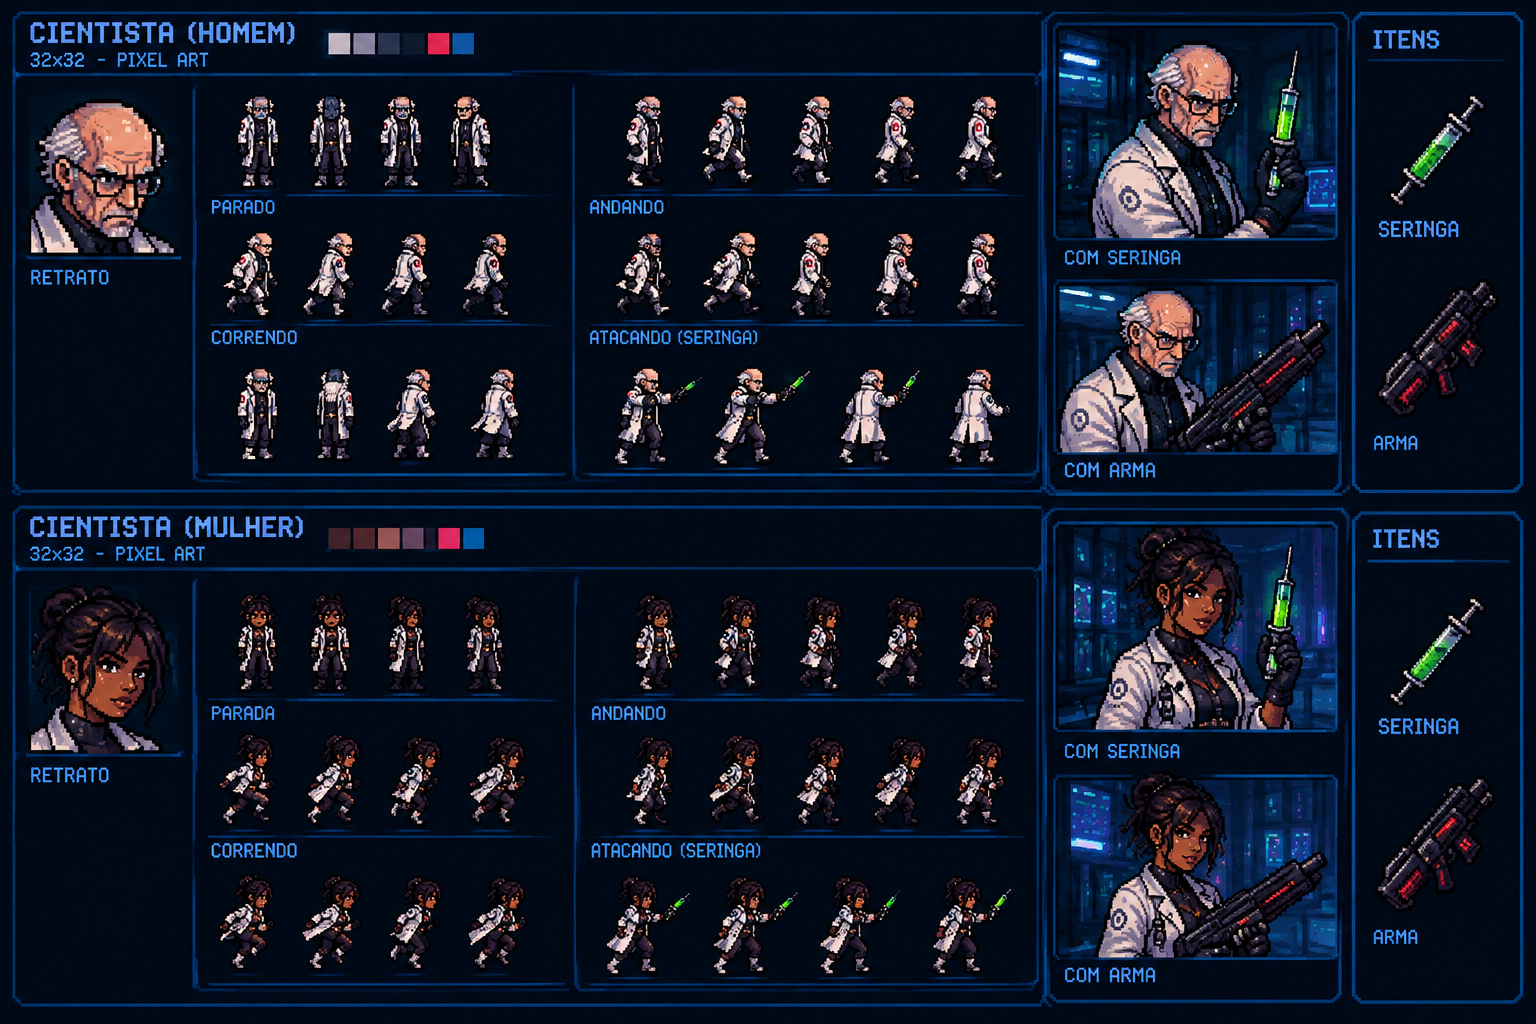 CIENTISTA (HOMEM)
32x32 - PIXEL ART
RETRATO
PARADO
ANDANDO
CORRENDO
ATACANDO (SERINGA)
COM SERINGA
COM ARMA
ITENS
SERINGA
ARMA
CIENTISTA (MULHER)
32x32 - PIXEL ART
RETRATO
PARADA
ANDANDO
CORRENDO
ATACANDO (SERINGA)
COM SERINGA
COM ARMA
ITENS
SERINGA
ARMA